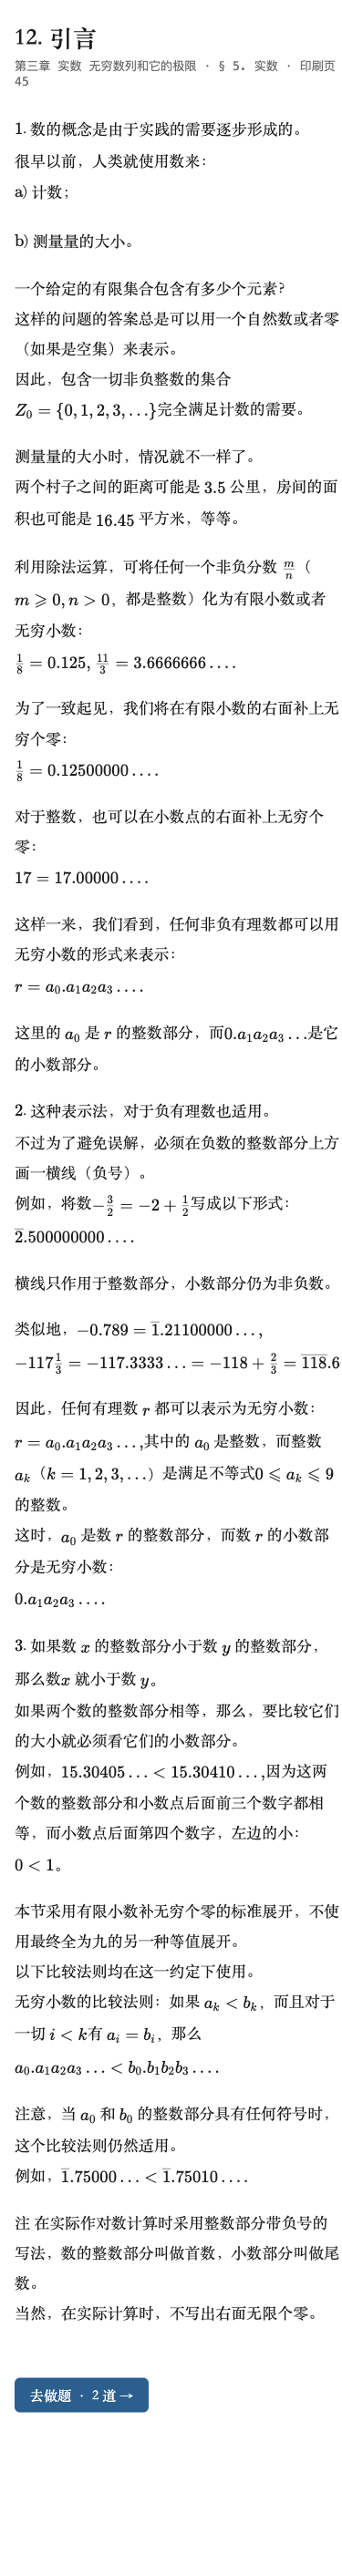 12. 引言
第三章 实数 无穷数列和它的极限 · § 5. 实数 · 印刷页
45
1. 数的概念是由于实践的需要逐步形成的。
很早以前，人类就使用数来：
a) 计数；
b) 测量量的大小。
一个给定的有限集合包含有多少个元素？
这样的问题的答案总是可以用一个自然数或者零
（如果是空集）来表示。
因此，包含一切非负整数的集合
Z₀ = {0, 1, 2, 3, …}完全满足计数的需要。
测量量的大小时，情况就不一样了。
两个村子之间的距离可能是 3.5 公里，房间的面
积也可能是 16.45 平方米，等等。
利用除法运算，可将任何一个非负分数 m/n（
m ⩾ 0, n > 0，都是整数）化为有限小数或者
无穷小数：
1/8 = 0.125, 11/3 = 3.6666666 … .
为了一致起见，我们将在有限小数的右面补上无
穷个零：
1/8 = 0.12500000 … .
对于整数，也可以在小数点的右面补上无穷个
零：
17 = 17.00000 … .
这样一来，我们看到，任何非负有理数都可以用
无穷小数的形式来表示：
r = a₀.a₁a₂a₃ … .
这里的 a₀ 是 r 的整数部分，而0.a₁a₂a₃ …是它
的小数部分。
2. 这种表示法，对于负有理数也适用。
不过为了避免误解，必须在负数的整数部分上方
画一横线（负号）。
例如，将数−3/2 = −2 + 1/2写成以下形式：
2̅.500000000 … .
横线只作用于整数部分，小数部分仍为非负数。
类似地，−0.789 = 1̅.21100000 … ,
−117 1/3 = −117.3333 … = −118 + 2/3 = 1̅1̅8̅.6
因此，任何有理数 r 都可以表示为无穷小数：
r = a₀.a₁a₂a₃ … ,其中的 a₀ 是整数，而整数
aₖ（k = 1, 2, 3, …）是满足不等式0 ⩽ aₖ ⩽ 9
的整数。
这时，a₀ 是数 r 的整数部分，而数 r 的小数部
分是无穷小数：
0.a₁a₂a₃ … .
3. 如果数 x 的整数部分小于数 y 的整数部分，
那么数x 就小于数 y。
如果两个数的整数部分相等，那么，要比较它们
的大小就必须看它们的小数部分。
例如，15.30405 … < 15.30410 … ,因为这两
个数的整数部分和小数点后面前三个数字都相
等，而小数点后面第四个数字，左边的小：
0 < 1。
本节采用有限小数补无穷个零的标准展开，不使
用最终全为九的另一种等值展开。
以下比较法则均在这一约定下使用。
无穷小数的比较法则：如果 aₖ < bₖ，而且对于
一切 i < k有 aᵢ = bᵢ，那么
a₀.a₁a₂a₃ … < b₀.b₁b₂b₃ … .
注意，当 a₀ 和 b₀ 的整数部分具有任何符号时，
这个比较法则仍然适用。
例如，1̅.75000 … < 1̅.75010 … .
注 在实际作对数计算时采用整数部分带负号的
写法，数的整数部分叫做首数，小数部分叫做尾
数。
当然，在实际计算时，不写出右面无限个零。
去做题 · 2 道 →